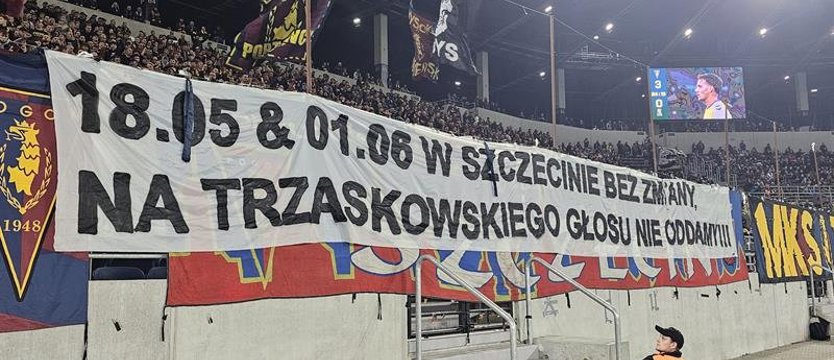 18.05 & 01.06 W SZCZECINIE BEZ ZMIANY,
NA TRZASKOWSKIEGO GŁOSU NIE ODDAMY!!!
1948
MKS